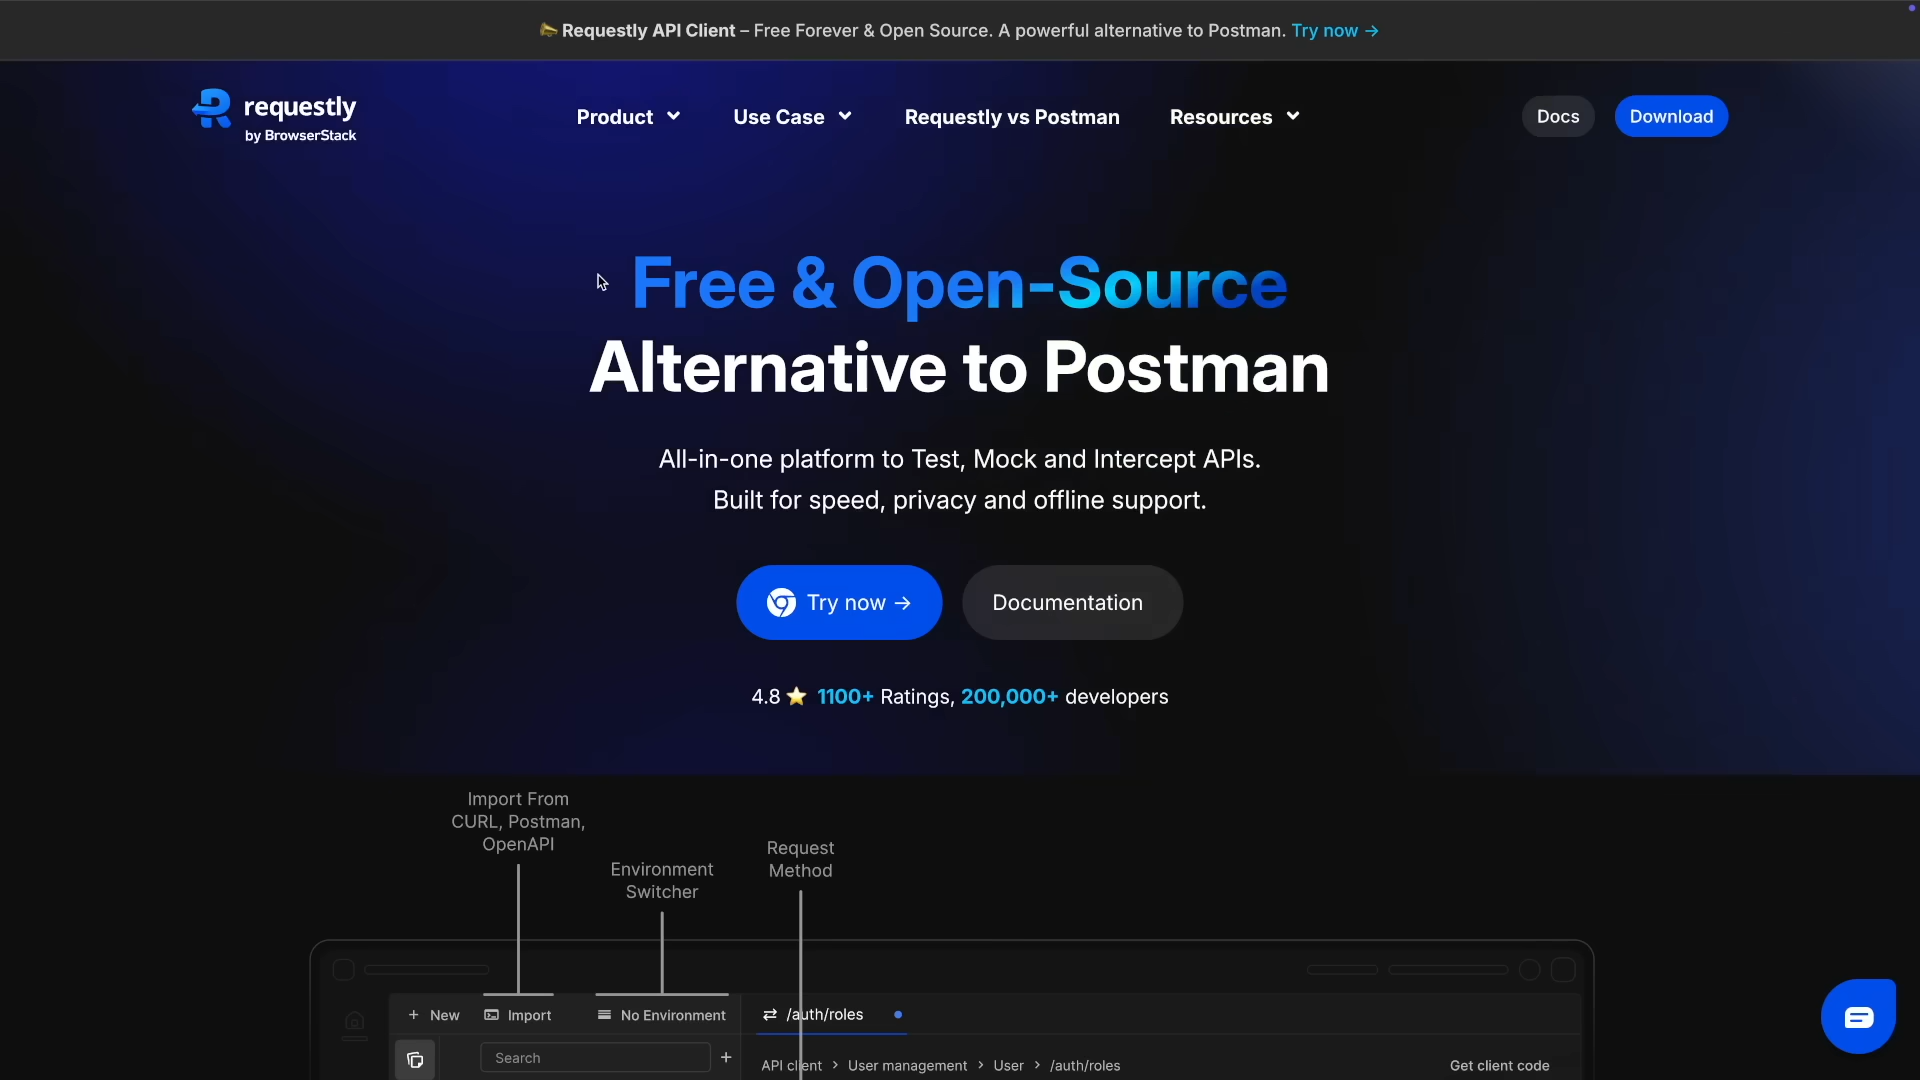 Requestly API Client – Free Forever & Open Source. A powerful alternative to Postman. Try now →
requestly
by BrowserStack
Product
Use Case
Requestly vs Postman
Resources
Docs
Download
Free & Open-Source
Alternative to Postman
All-in-one platform to Test, Mock and Intercept APIs.
Built for speed, privacy and offline support.
Try now →
Documentation
4.8 ⭐ 1100+ Ratings, 200,000+ developers
Import From
CURL, Postman,
OpenAPI
Environment
Switcher
Request
Method
+ New
Import
No Environment
/auth/roles
Search
+
API client > User management > User > /auth/roles
Get client code